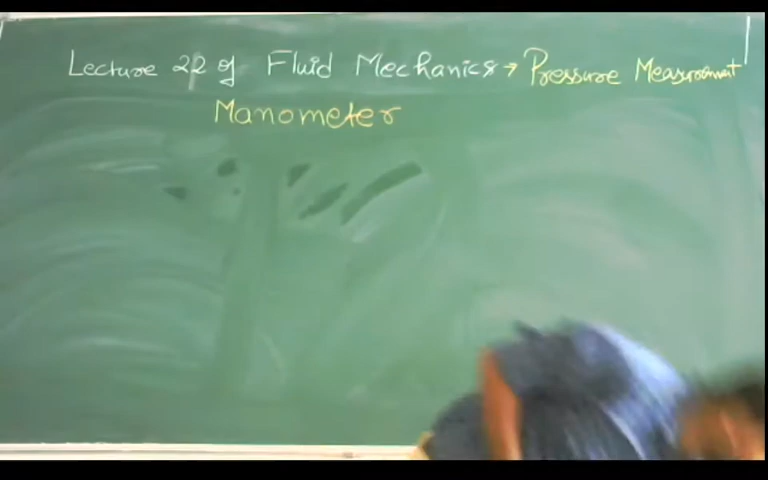 Lecture 22 of Fluid Mechanics → Pressure Measurement
Manometer